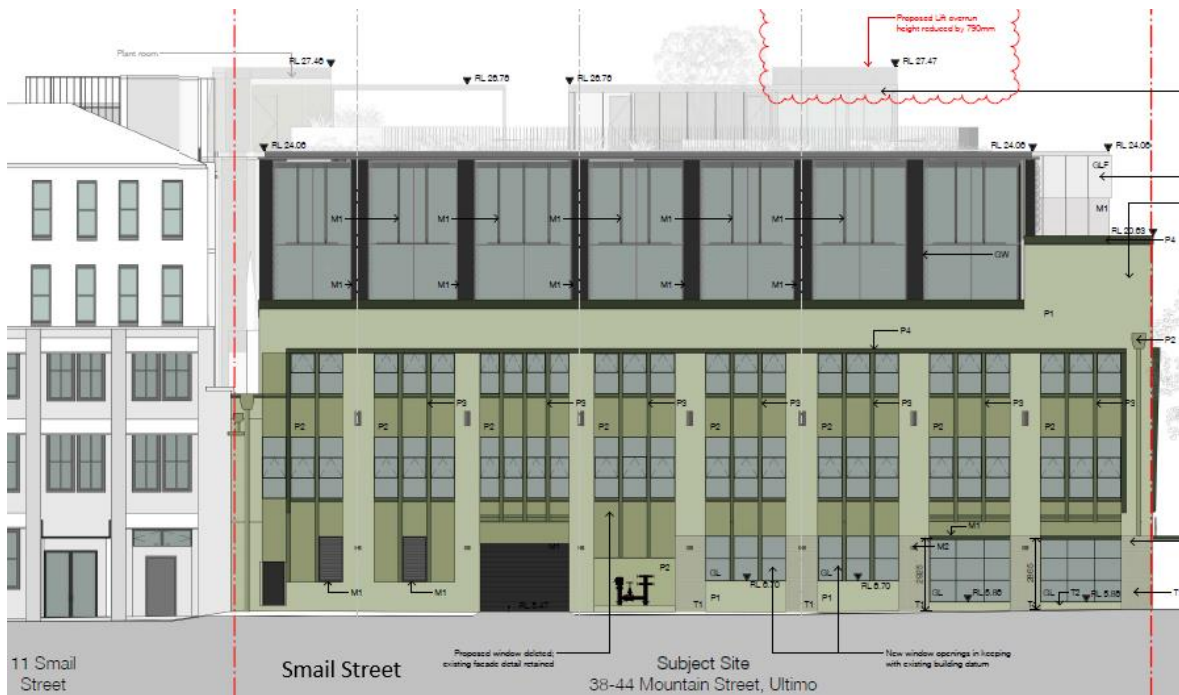 Proposed Lift overrun
height reduced by 790mm
Plant room
RL 27.46
RL 26.76
RL 26.76
RL 27.47
RL 24.06
RL 24.06
RL 24.06
GLF
M1
M1
M1
M1
M1
M1
RL 20.63
P4
GW
M1
M1
M1
M1
M1
P1
P4
P2
P3
P3
P3
P3
P3
P3
P3
P2
P2
P2
P2
P2
P2
P2
P2
M1
M1
M2
P2
GL
RL 6.70
GL
RL 6.70
2925
2865
GL
RL 5.86
GL
T2
RL 5.86
M1
M1
T1
P1
T1
P1
T1
T
Proposed window deleted;
existing facade detail retained
New window openings in keeping
with existing building datum
11 Smail
Street
Smail Street
Subject Site
38-44 Mountain Street, Ultimo